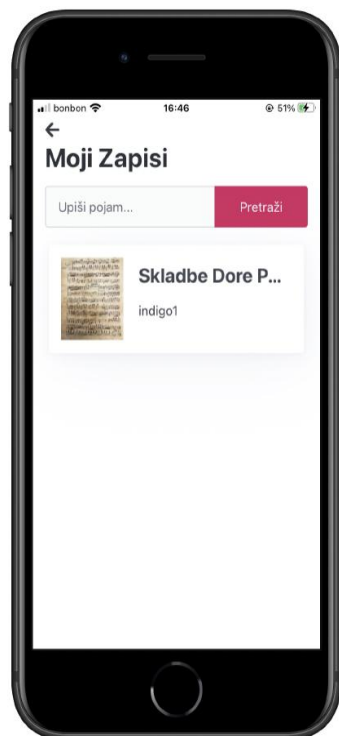 bonbon 16:46 51%
Moji Zapisi
Upiši pojam... Pretraži
Skladbe Dore P...
indigo1